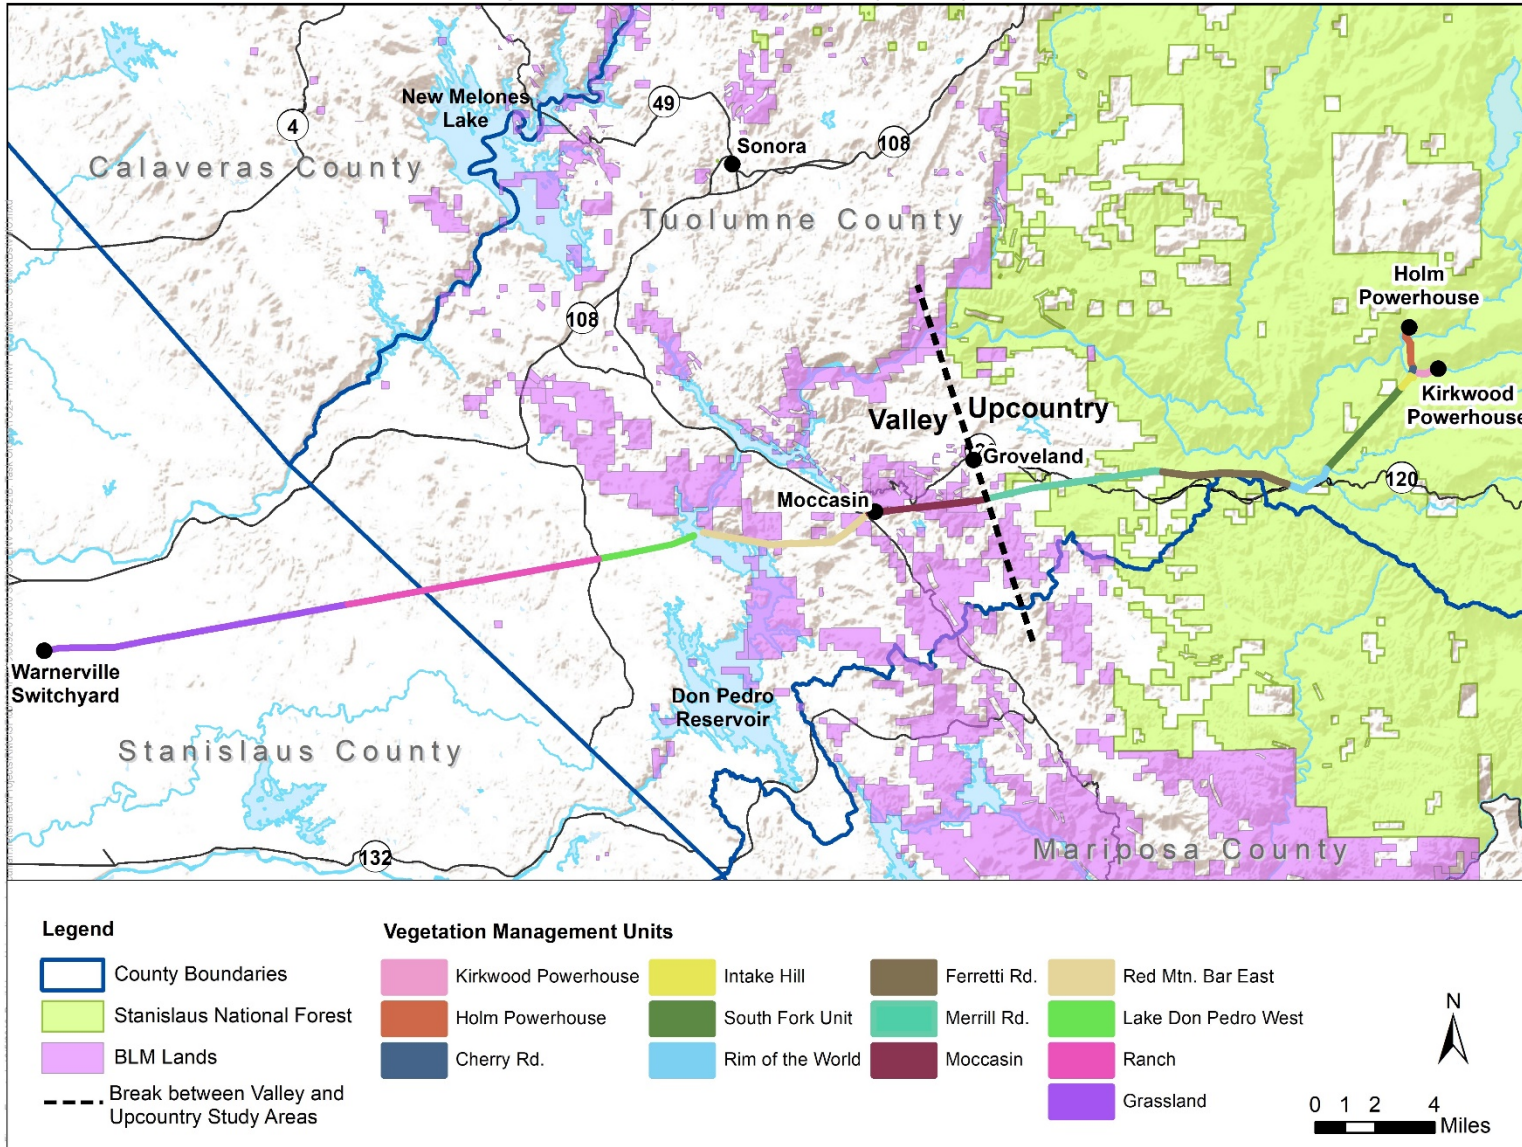 New Melones
Lake
49
4
108
Sonora
Calaveras County
Tuolumne County
Holm
Powerhouse
108
Kirkwood
Powerhouse
Valley
Upcountry
Groveland
120
Moccasin
Warnerville
Switchyard
Don Pedro
Reservoir
Stanislaus County
132
Mariposa County
Legend
County Boundaries
Stanislaus National Forest
BLM Lands
Break between Valley and
Upcountry Study Areas
Vegetation Management Units
Kirkwood Powerhouse
Holm Powerhouse
Cherry Rd.
Intake Hill
South Fork Unit
Rim of the World
Ferretti Rd.
Merrill Rd.
Moccasin
Red Mtn. Bar East
Lake Don Pedro West
Ranch
Grassland
N
0 1 2 4
Miles